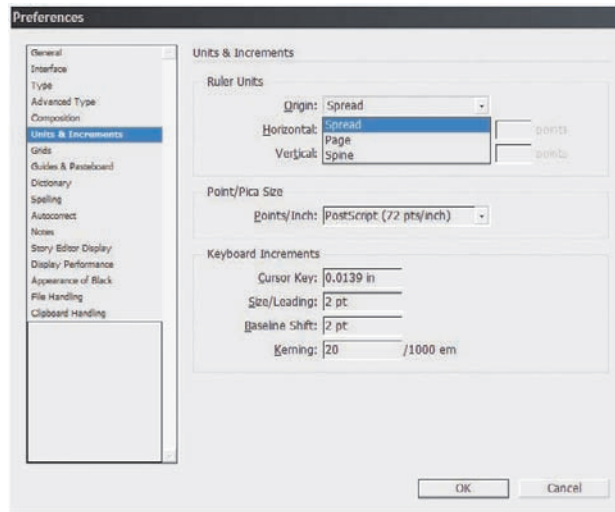 Preferences
General
Interface
Type
Advanced Type
Composition
Units & Increments
Grids
Guides & Pasteboard
Dictionary
Spelling
Autocorrect
Notes
Story Editor Display
Display Performance
Appearance of Black
File Handling
Clipboard Handling
Units & Increments
Ruler Units
Origin: Spread
Spread
Page
Spine
Horizontal: points
Vertical: points
Point/Pica Size
Points/Inch: PostScript (72 pts/inch)
Keyboard Increments
Cursor Key: 0.0139 in
Size/Leading: 2 pt
Baseline Shift: 2 pt
Kerning: 20 /1000 em
OK Cancel